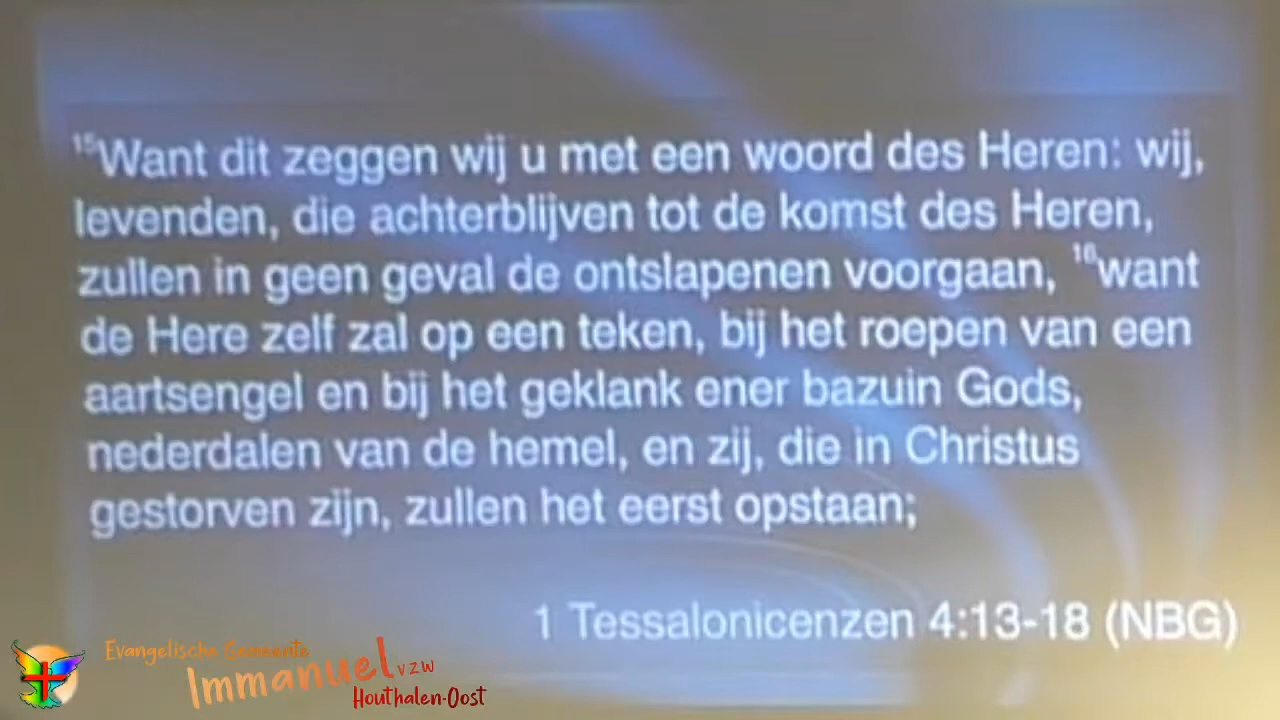 ¹⁵Want dit zeggen wij u met een woord des Heren: wij,
levenden, die achterblijven tot de komst des Heren,
zullen in geen geval de ontslapenen voorgaan, ¹⁶want
de Here zelf zal op een teken, bij het roepen van een
aartsengel en bij het geklank ener bazuin Gods,
nederdalen van de hemel, en zij, die in Christus
gestorven zijn, zullen het eerst opstaan;
1 Tessalonicenzen 4:13-18 (NBG)
Evangelische Gemeente
Immanuel vzw
Houthalen-Oost